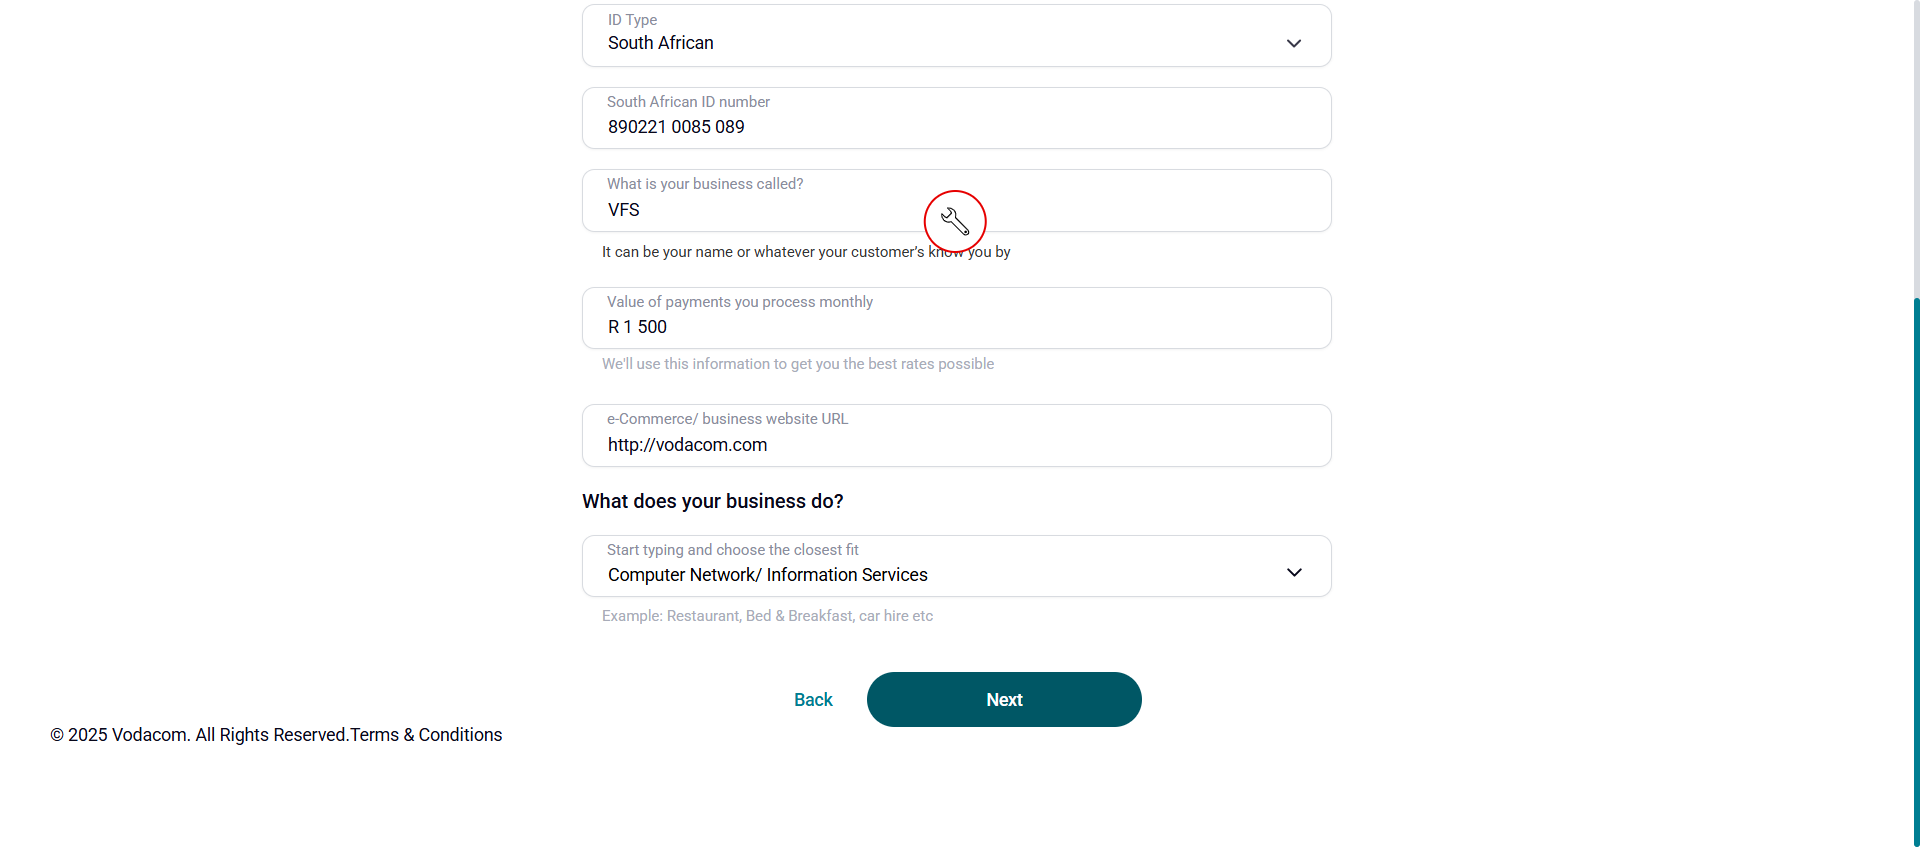 ID Type
South African
South African ID number
890221 0085 089
What is your business called?
VFS
It can be your name or whatever your customer's know you by
Value of payments you process monthly
R 1 500
We'll use this information to get you the best rates possible
e-Commerce/ business website URL
http://vodacom.com
What does your business do?
Start typing and choose the closest fit
Computer Network/ Information Services
Example: Restaurant, Bed & Breakfast, car hire etc
Back
Next
© 2025 Vodacom. All Rights Reserved.Terms & Conditions